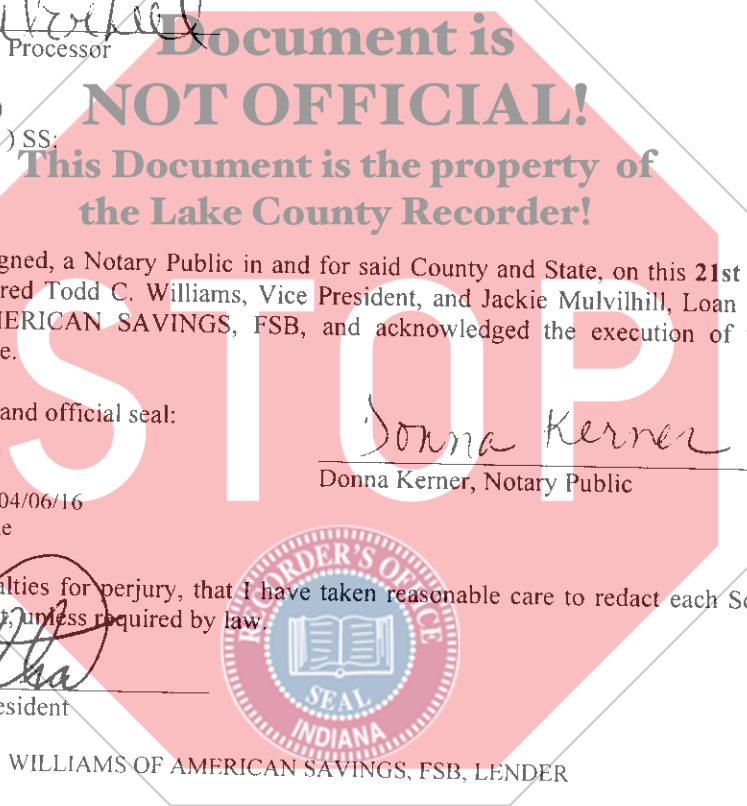 Processor
Document is
NOT OFFICIAL!
) SS:
This Document is the property of
the Lake County Recorder!
gned, a Notary Public in and for said County and State, on this 21st
red Todd C. Williams, Vice President, and Jackie Mulvilhill, Loan
MERICAN SAVINGS, FSB, and acknowledged the execution of
e.
STOP
and official seal:
Donna Kerner
Donna Kerner, Notary Public
04/06/16
e
alties for perjury, that I have taken reasonable care to redact each So
t, unless required by law.
RECORDER'S OFFICE
SEAL
INDIANA
esident
WILLIAMS OF AMERICAN SAVINGS, FSB, LENDER